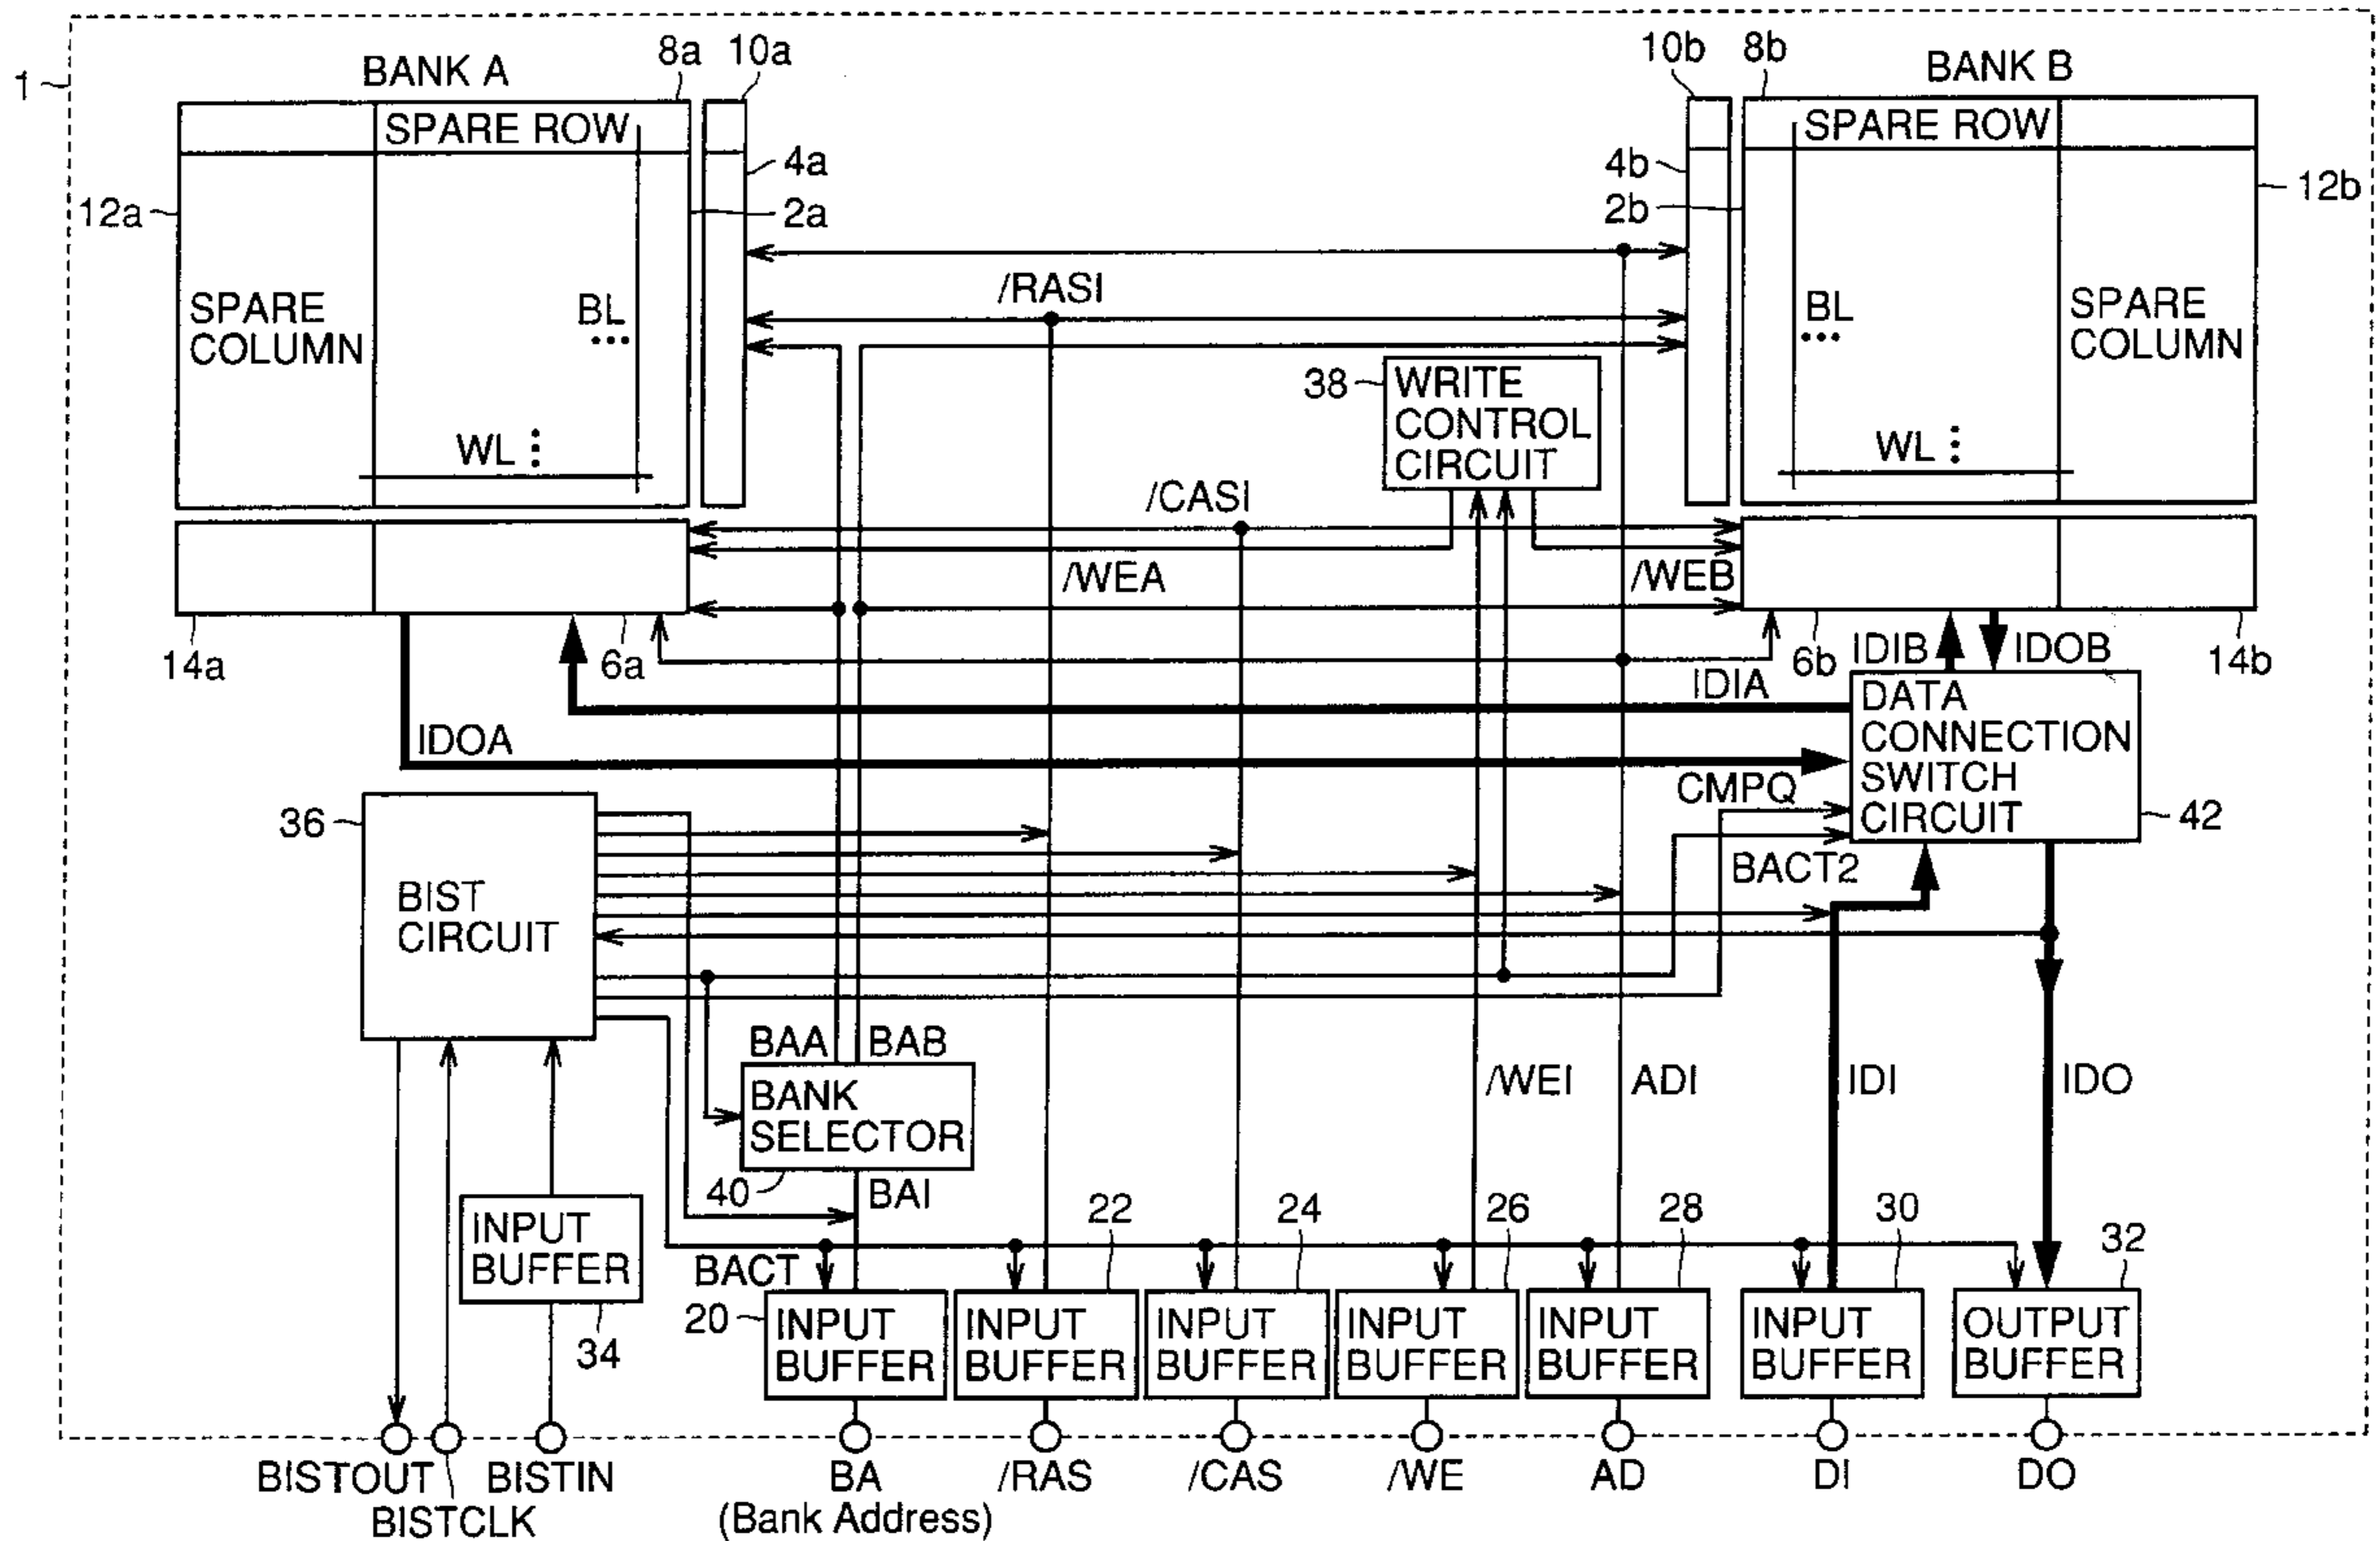 1
BANK A
8a
10a
10b
8b
BANK B
SPARE ROW
SPARE ROW
4a
4b
12a
2a
2b
12b
/RASI
SPARE
COLUMN
BL
...
BL
...
SPARE
COLUMN
38
WRITE
CONTROL
CIRCUIT
WL
WL
/CASI
/WEA
/WEB
14a
6a
IDIB
6b
IDOB
14b
IDIA
IDOA
DATA
CONNECTION
SWITCH
CIRCUIT
CMPQ
42
BACT2
36
BIST
CIRCUIT
BAA
BAB
BANK
SELECTOR
/WEI
ADI
IDI
IDO
40
BAI
INPUT
BUFFER
34
22
24
26
28
30
32
BACT
20
INPUT
BUFFER
INPUT
BUFFER
INPUT
BUFFER
INPUT
BUFFER
INPUT
BUFFER
INPUT
BUFFER
OUTPUT
BUFFER
BISTOUT
BISTCLK
BISTIN
BA
(Bank Address)
/RAS
/CAS
/WE
AD
DI
DO